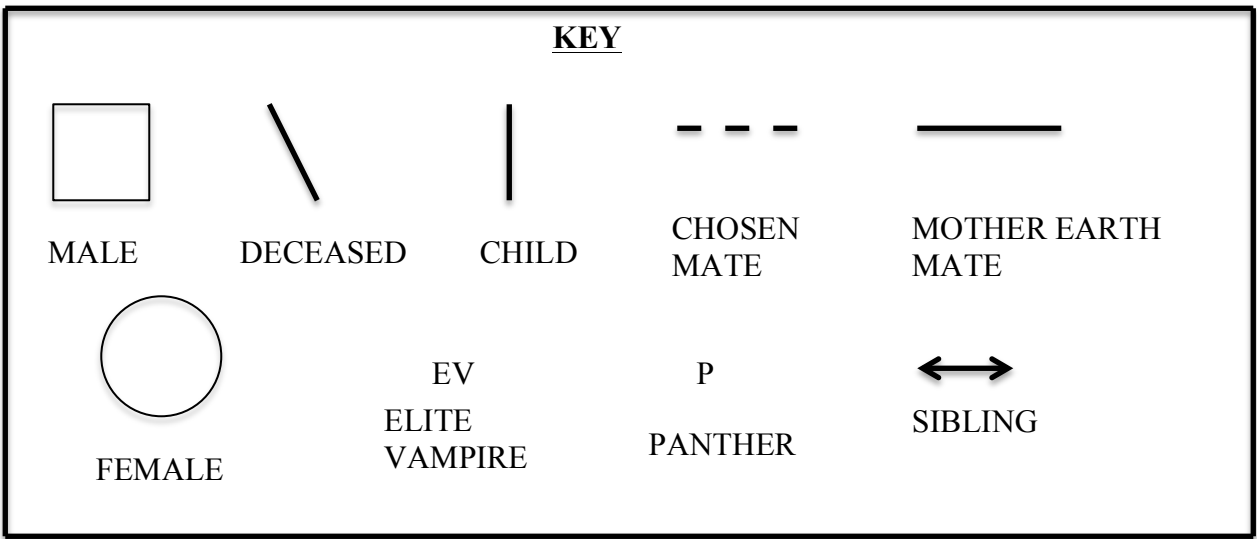 KEY
MALE
DECEASED
CHILD
CHOSEN
MATE
MOTHER EARTH
MATE
FEMALE
EV
ELITE
VAMPIRE
P
PANTHER
SIBLING